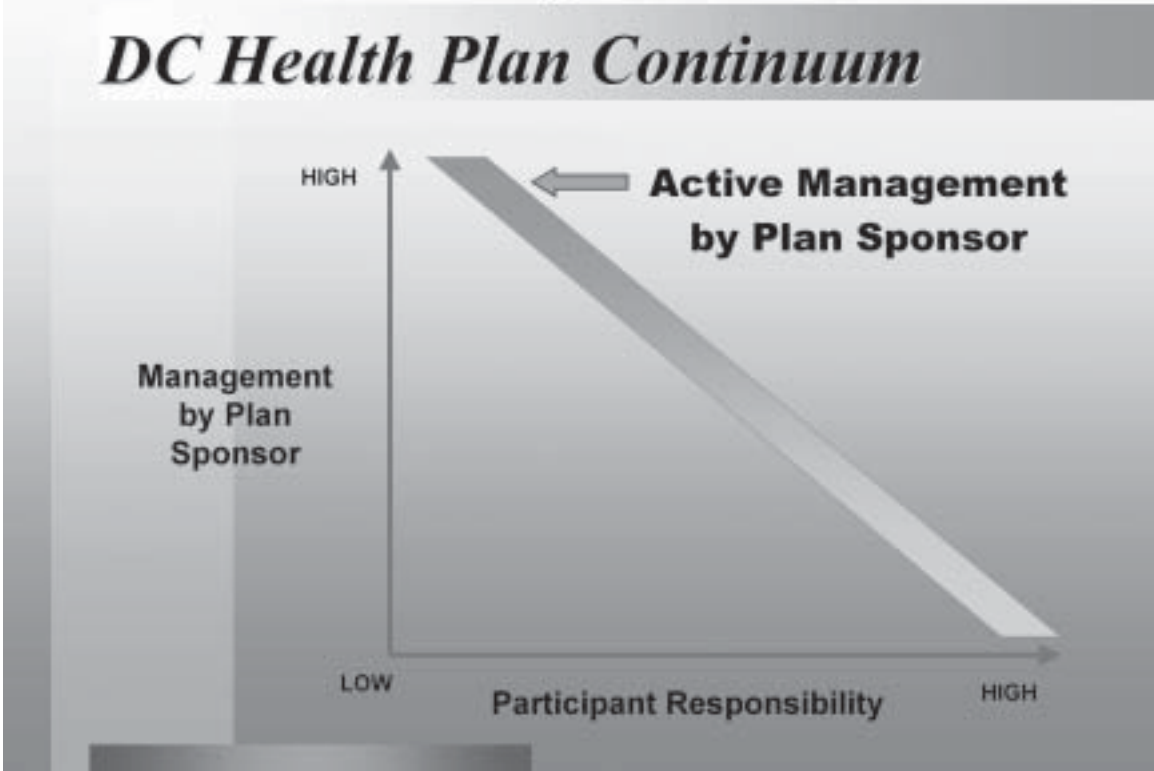 DC Health Plan Continuum
HIGH
Active Management
by Plan Sponsor
Management
by Plan
Sponsor
LOW
Participant Responsibility
HIGH